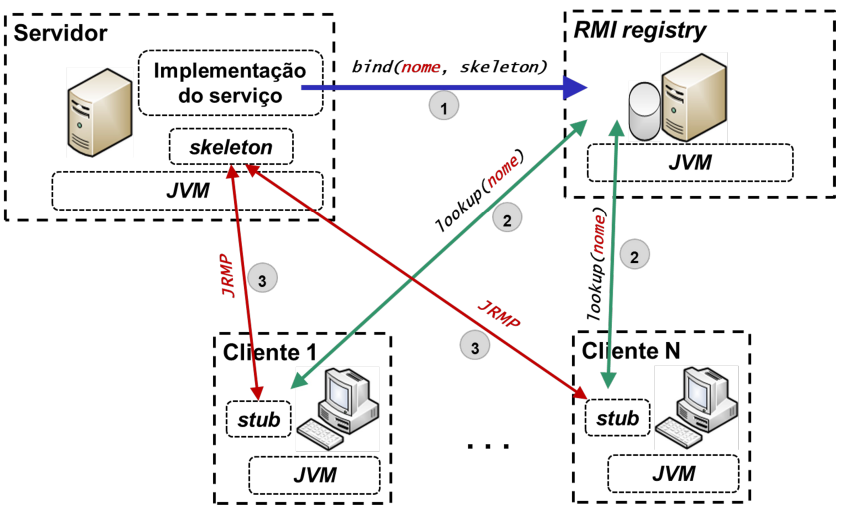 Servidor
Implementação
do serviço
skeleton
JVM
bind(nome, skeleton)
1
RMI registry
JVM
lookup(nome)
2
lookup(nome)
2
JRMP
3
JRMP
3
Cliente 1
stub
JVM
. . .
Cliente N
stub
JVM